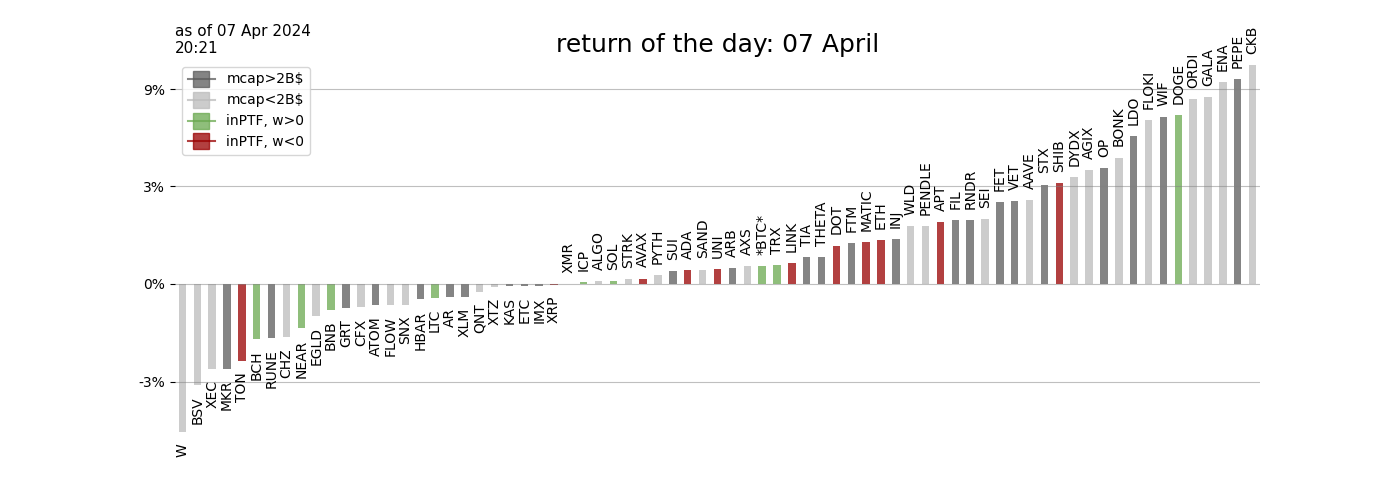 as of 07 Apr 2024
20:21
return of the day: 07 April
mcap>2B$
mcap<2B$
inPTF, w>0
inPTF, w<0
9%
3%
0%
-3%
W
BSV
XEC
MKR
TON
BCH
RUNE
CHZ
NEAR
EGLD
BNB
GRT
CFX
ATOM
FLOW
SNX
HBAR
LTC
AR
XLM
QNT
XTZ
KAS
ETC
IMX
XRP
XMR
ICP
ALGO
SOL
STRK
AVAX
PYTH
SUI
ADA
SAND
UNI
ARB
AXS
*BTC*
TRX
LINK
TIA
THETA
DOT
FTM
MATIC
ETH
INJ
WLD
PENDLE
APT
FIL
RNDR
SEI
FET
VET
AAVE
STX
SHIB
DYDX
AGIX
OP
BONK
LDO
FLOKI
WIF
DOGE
ORDI
GALA
ENA
PEPE
CKB